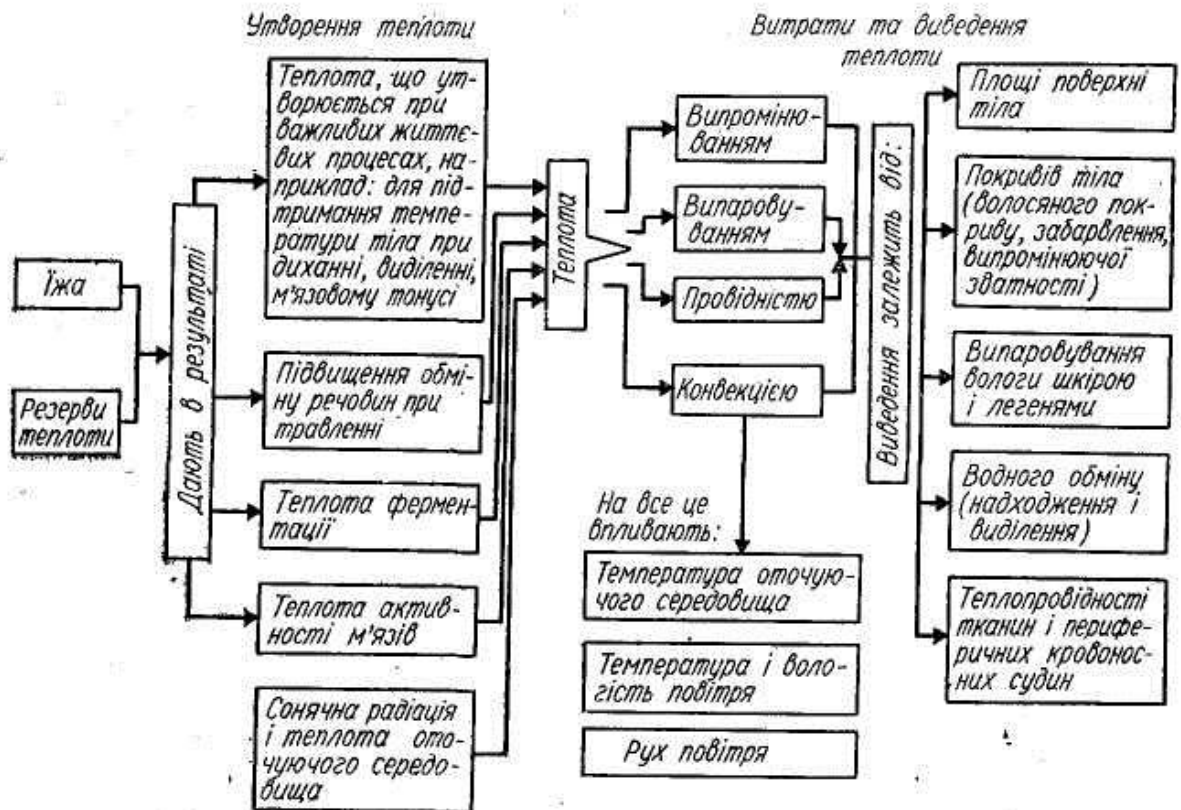 Утворення теплоти
Витрати та виведення
теплоти
Їжа
Резерви
теплоти
Дають в результаті
Теплота, що ут-
ворюється при
важливих життє-
вих процесах, на-
приклад: для під-
тримання темпе-
ратури тіла при
диханні, виділенні,
м'язовому тонусі
Підвищення обмі-
ну речовин при
травленні
Теплота фермен-
тації
Теплота актив-
ності м'язів
Сонячна радіація
і теплота ото-
чуючого середо-
вища
Теплота
Випроміню-
ванням
Випарову-
ванням
Провідністю
Конвекцією
На все це
впливають:
Температура оточую-
чого середовища
Температура і воло-
гість повітря
Рух повітря
Виведення залежить від:
Площі поверхні
тіла
Покривів тіла
(волосяного пок-
риву, забарвлення,
випромінюючої
здатності)
Випаровування
вологи шкірою
і легенями
Водного обміну
(надходження і
виділення)
Теплопровідності
тканин і перифе-
ричних кровонос-
них судин